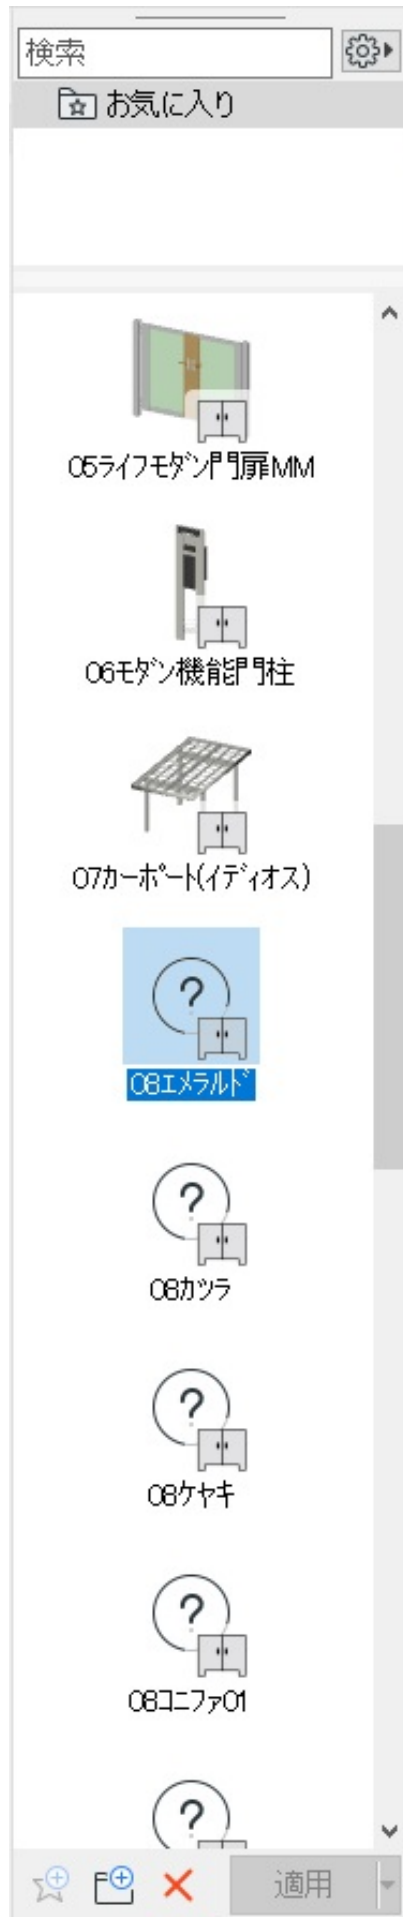 検索
お気に入り
05ライフモダン門扉MM
06モダン機能門柱
07カーポート(イディオス)
08エメラルド
08カツラ
08ケヤキ
08コニファ01
適用